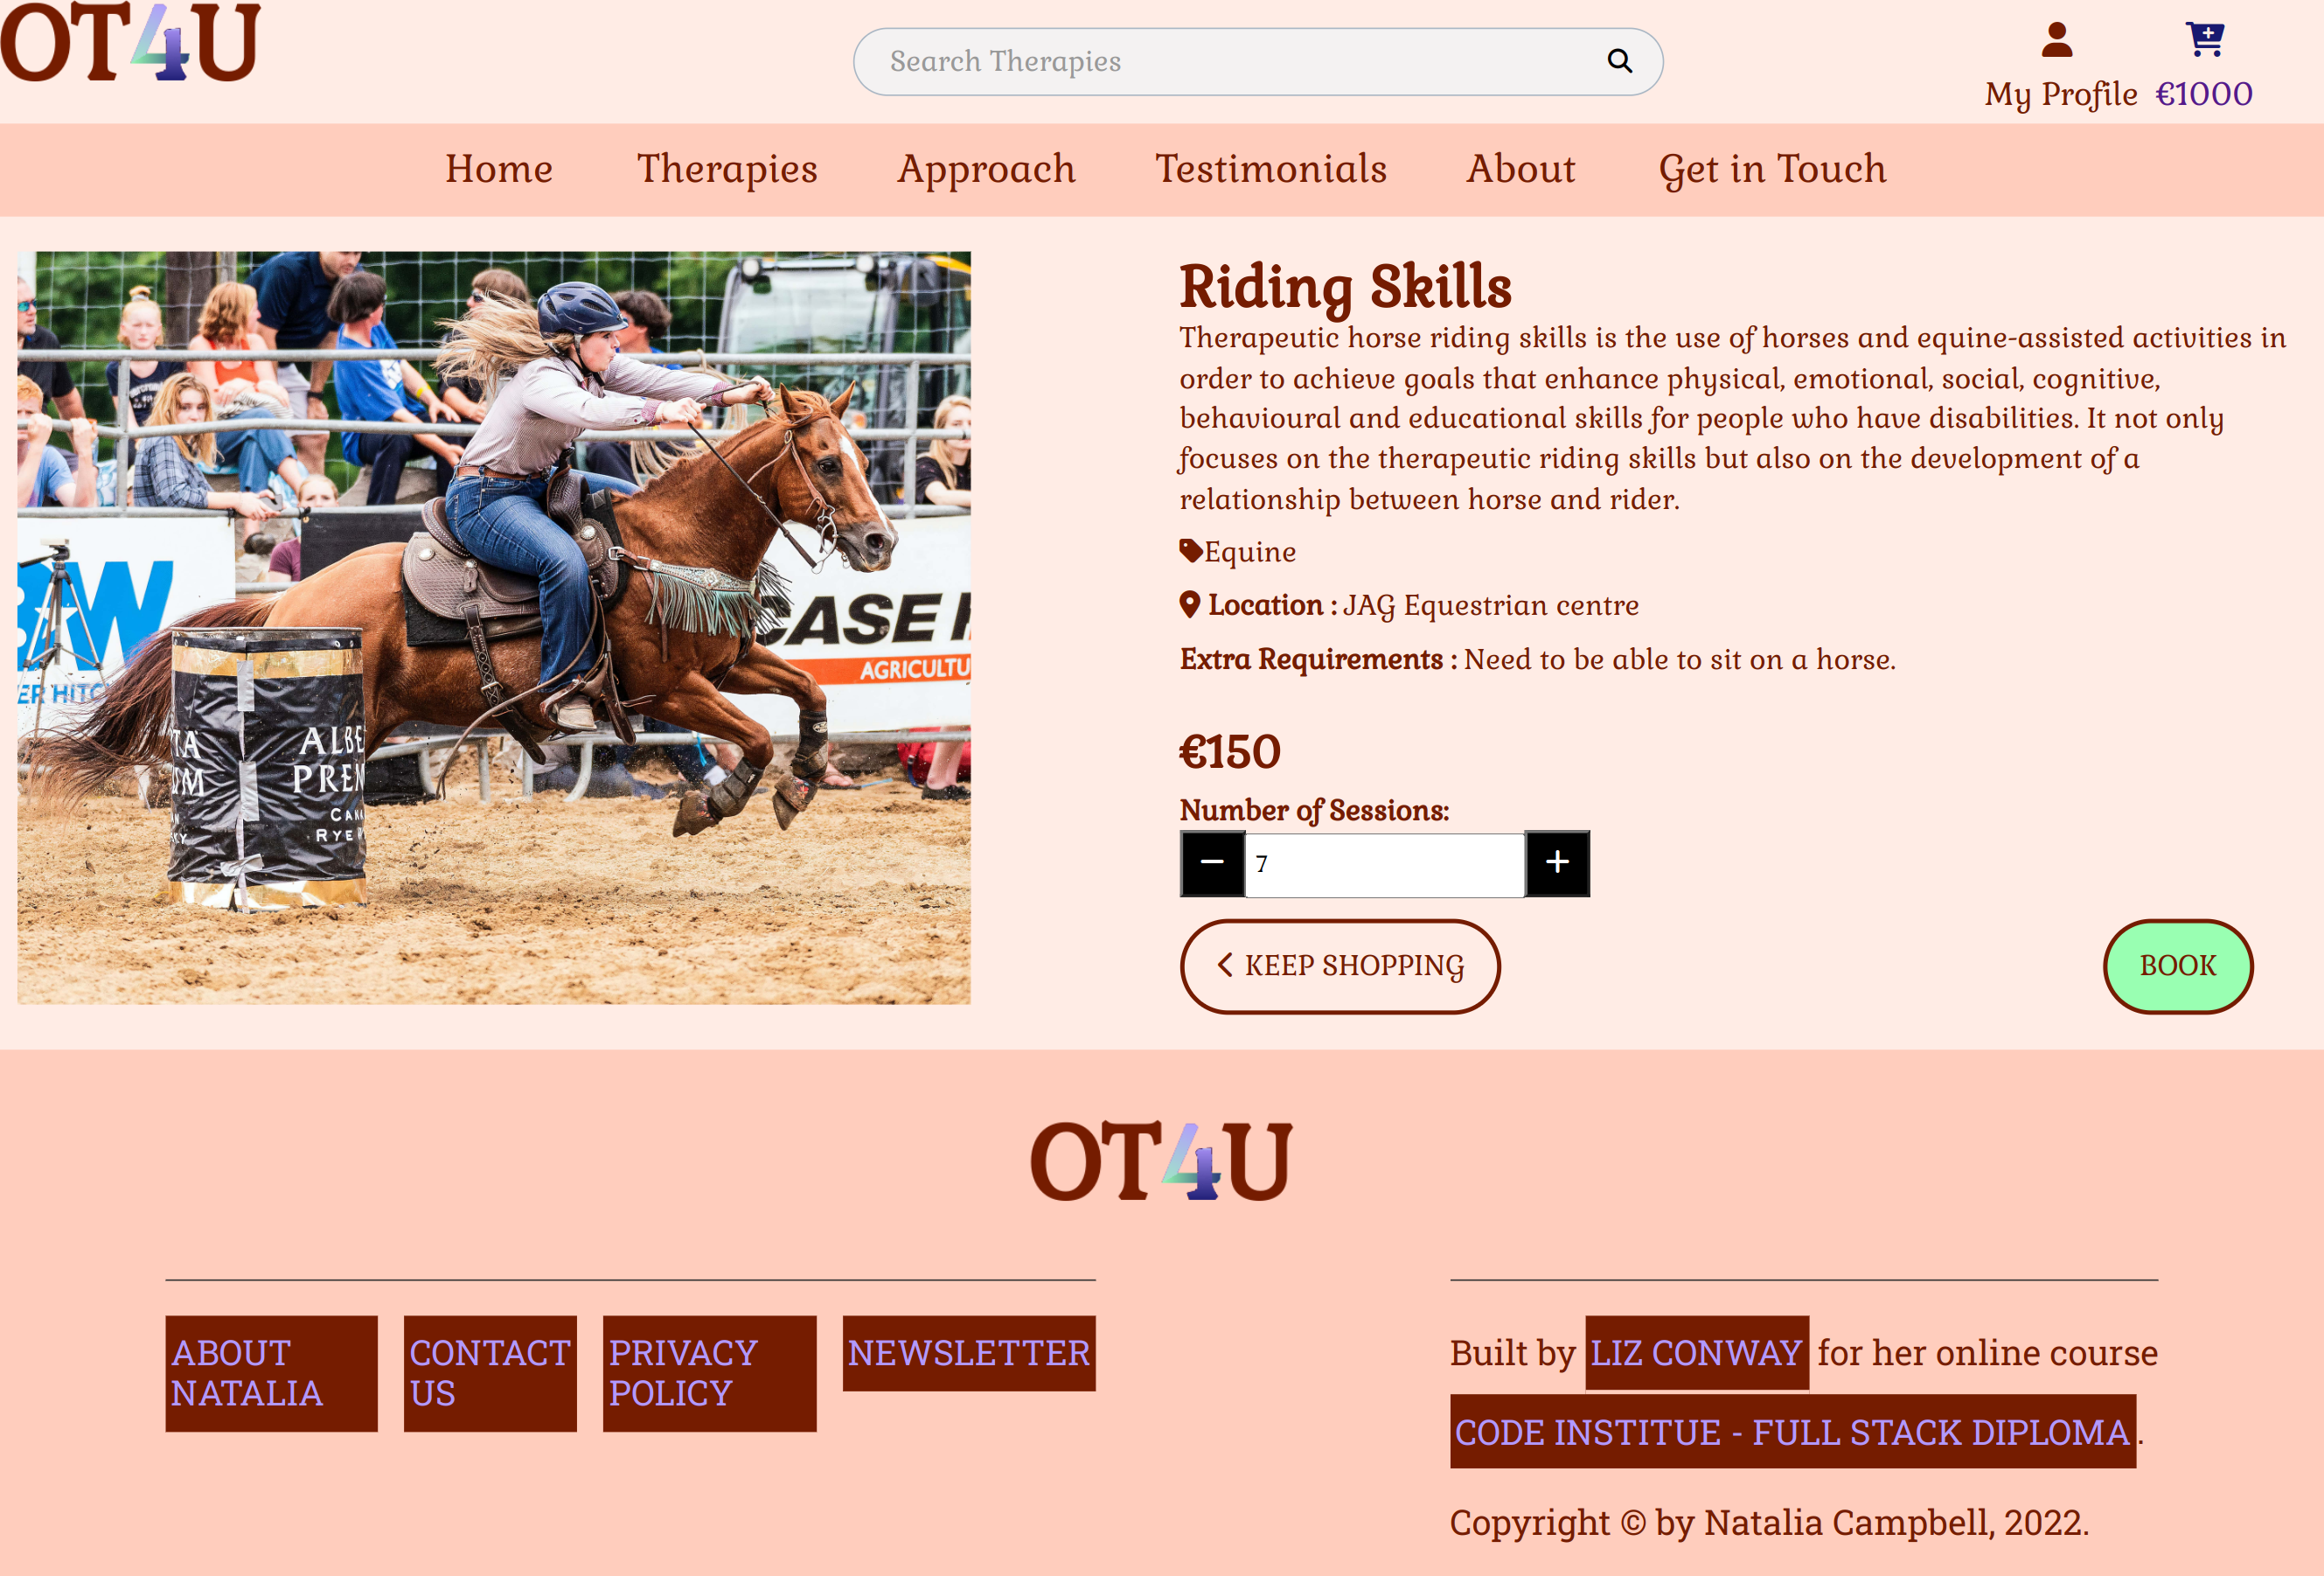 OT4U
Search Therapies
My Profile
€1000
Home
Therapies
Approach
Testimonials
About
Get in Touch
Riding Skills
Therapeutic horse riding skills is the use of horses and equine-assisted activities in
order to achieve goals that enhance physical, emotional, social, cognitive,
behavioural and educational skills for people who have disabilities. It not only
focuses on the therapeutic riding skills but also on the development of a
relationship between horse and rider.
Equine
Location : JAG Equestrian centre
Extra Requirements : Need to be able to sit on a horse.
€150
Number of Sessions:
7
KEEP SHOPPING
BOOK
CASE
AGRICULTU
ER HITC
ALBE
PREM
OT4U
ABOUT
NATALIA
CONTACT
US
PRIVACY
POLICY
NEWSLETTER
Built by LIZ CONWAY for her online course
CODE INSTITUE - FULL STACK DIPLOMA .
Copyright © by Natalia Campbell, 2022.